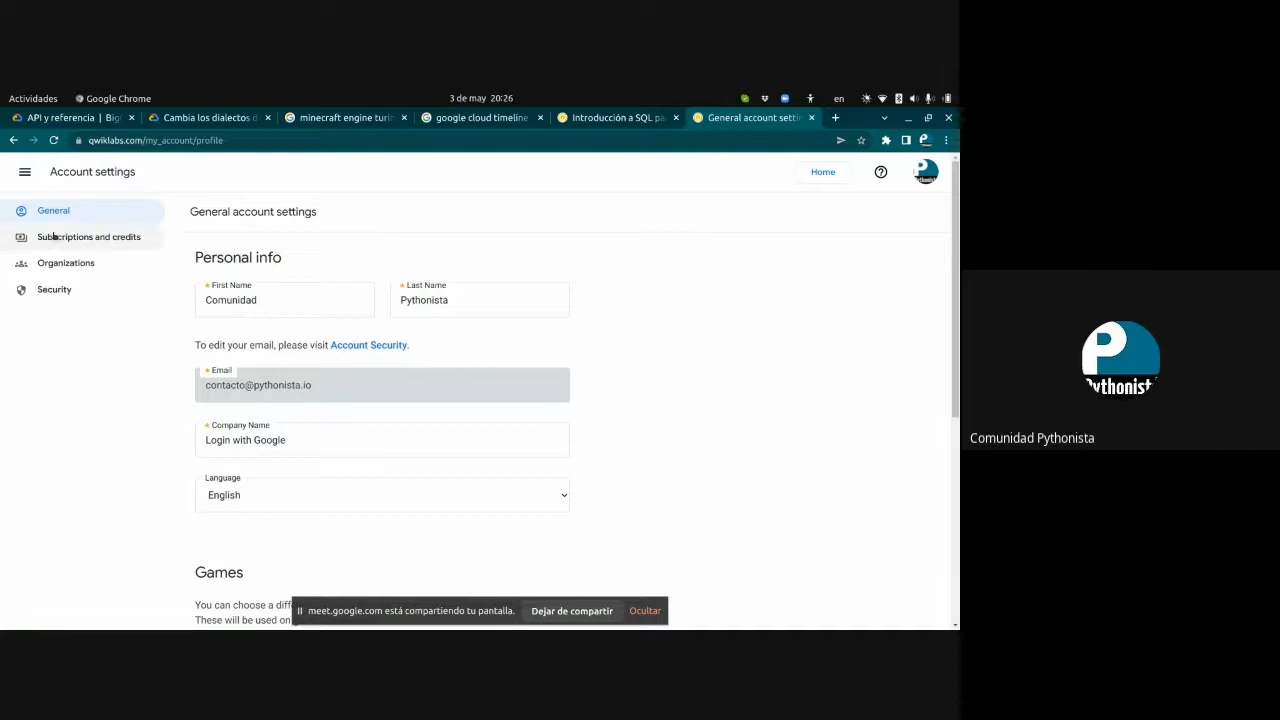 Actividades
Google Chrome
3 de may 20:26
en
API y referencia | Big
Cambia los dialectos d
minecraft engine turin
google cloud timeline
Introducción a SQL pa
General account setti
qwiklabs.com/my_account/profile
Account settings
Home
General
Subscriptions and credits
Organizations
Security
General account settings
Personal info
* First Name
Comunidad
* Last Name
Pythonista
To edit your email, please visit Account Security.
* Email
contacto@pythonista.io
* Company Name
Login with Google
Language
English
Games
You can choose a diff
These will be used on
meet.google.com está compartiendo tu pantalla.
Dejar de compartir
Ocultar
P
Pythonist
Comunidad Pythonista